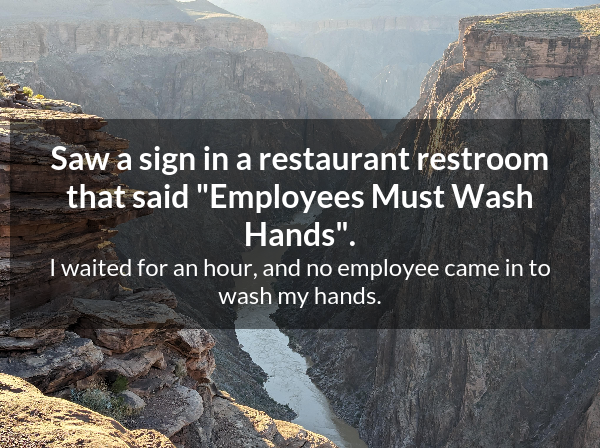 Saw a sign in a restaurant restroom
that said "Employees Must Wash
Hands".
I waited for an hour, and no employee came in to
wash my hands.